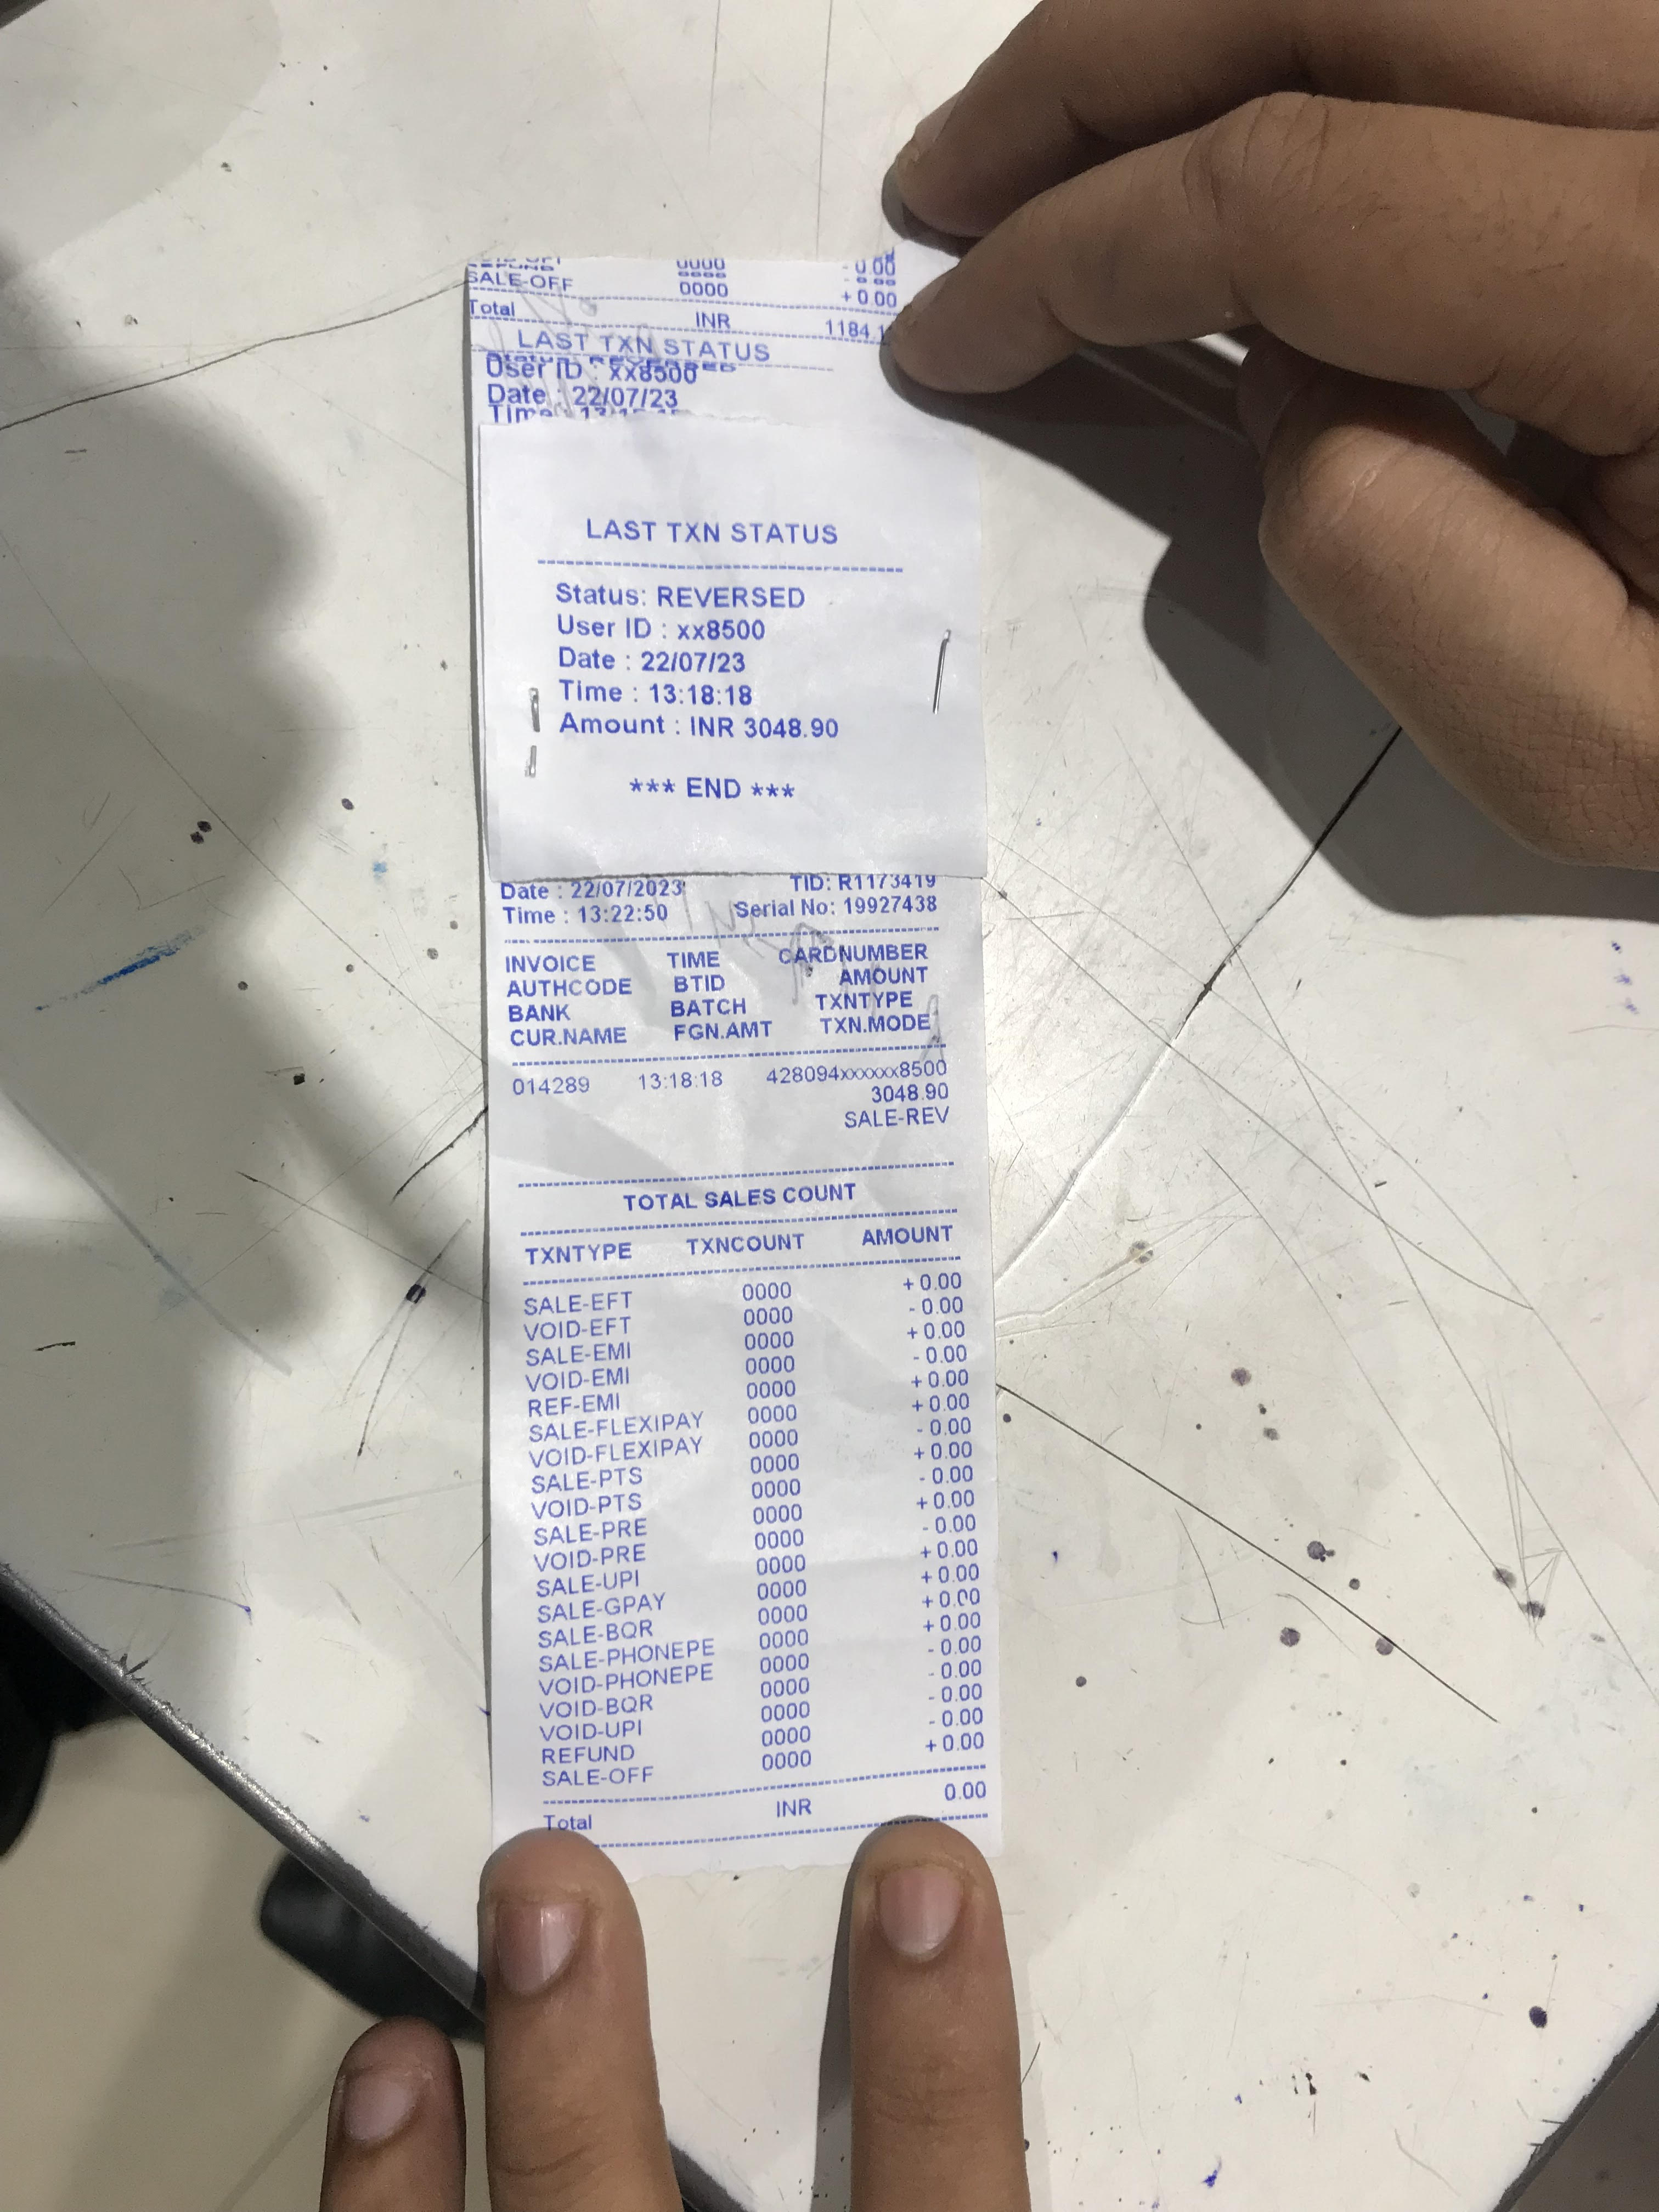 SALE-OFF 0000 + 0.00
Total INR 1184.1
LAST TXN STATUS
Status: REVERSED
User ID : xx8500
Date : 22/07/23
Time :
LAST TXN STATUS
Status: REVERSED
User ID : xx8500
Date : 22/07/23
Time : 13:18:18
Amount : INR 3048.90
*** END ***
Date : 22/07/2023 TID: R1173419
Time : 13:22:50 Serial No: 19927438
INVOICE TIME CARDNUMBER
AUTHCODE BTID AMOUNT
BANK BATCH TXNTYPE
CUR.NAME FGN.AMT TXN.MODE
014289 13:18:18 428094xxxxxx8500
3048.90
SALE-REV
TOTAL SALES COUNT
TXNTYPE TXNCOUNT AMOUNT
SALE-EFT 0000 + 0.00
VOID-EFT 0000 - 0.00
SALE-EMI 0000 + 0.00
VOID-EMI 0000 - 0.00
REF-EMI 0000 + 0.00
SALE-FLEXIPAY 0000 + 0.00
VOID-FLEXIPAY 0000 - 0.00
SALE-PTS 0000 + 0.00
VOID-PTS 0000 - 0.00
SALE-PRE 0000 + 0.00
VOID-PRE 0000 - 0.00
SALE-UPI 0000 + 0.00
SALE-GPAY 0000 + 0.00
SALE-BQR 0000 + 0.00
SALE-PHONEPE 0000 + 0.00
VOID-PHONEPE 0000 - 0.00
VOID-BQR 0000 - 0.00
VOID-UPI 0000 - 0.00
REFUND 0000 - 0.00
SALE-OFF 0000 + 0.00
Total INR 0.00